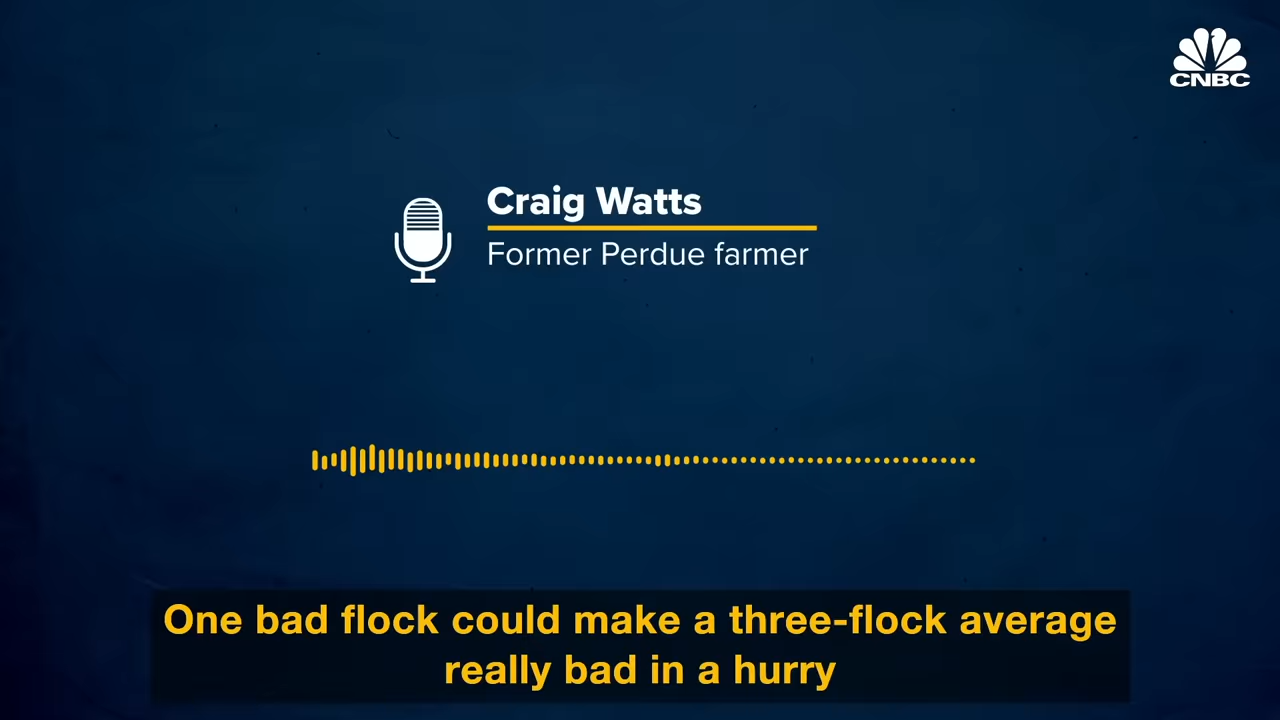 CNBC
Craig Watts
Former Perdue farmer
One bad flock could make a three-flock average
really bad in a hurry